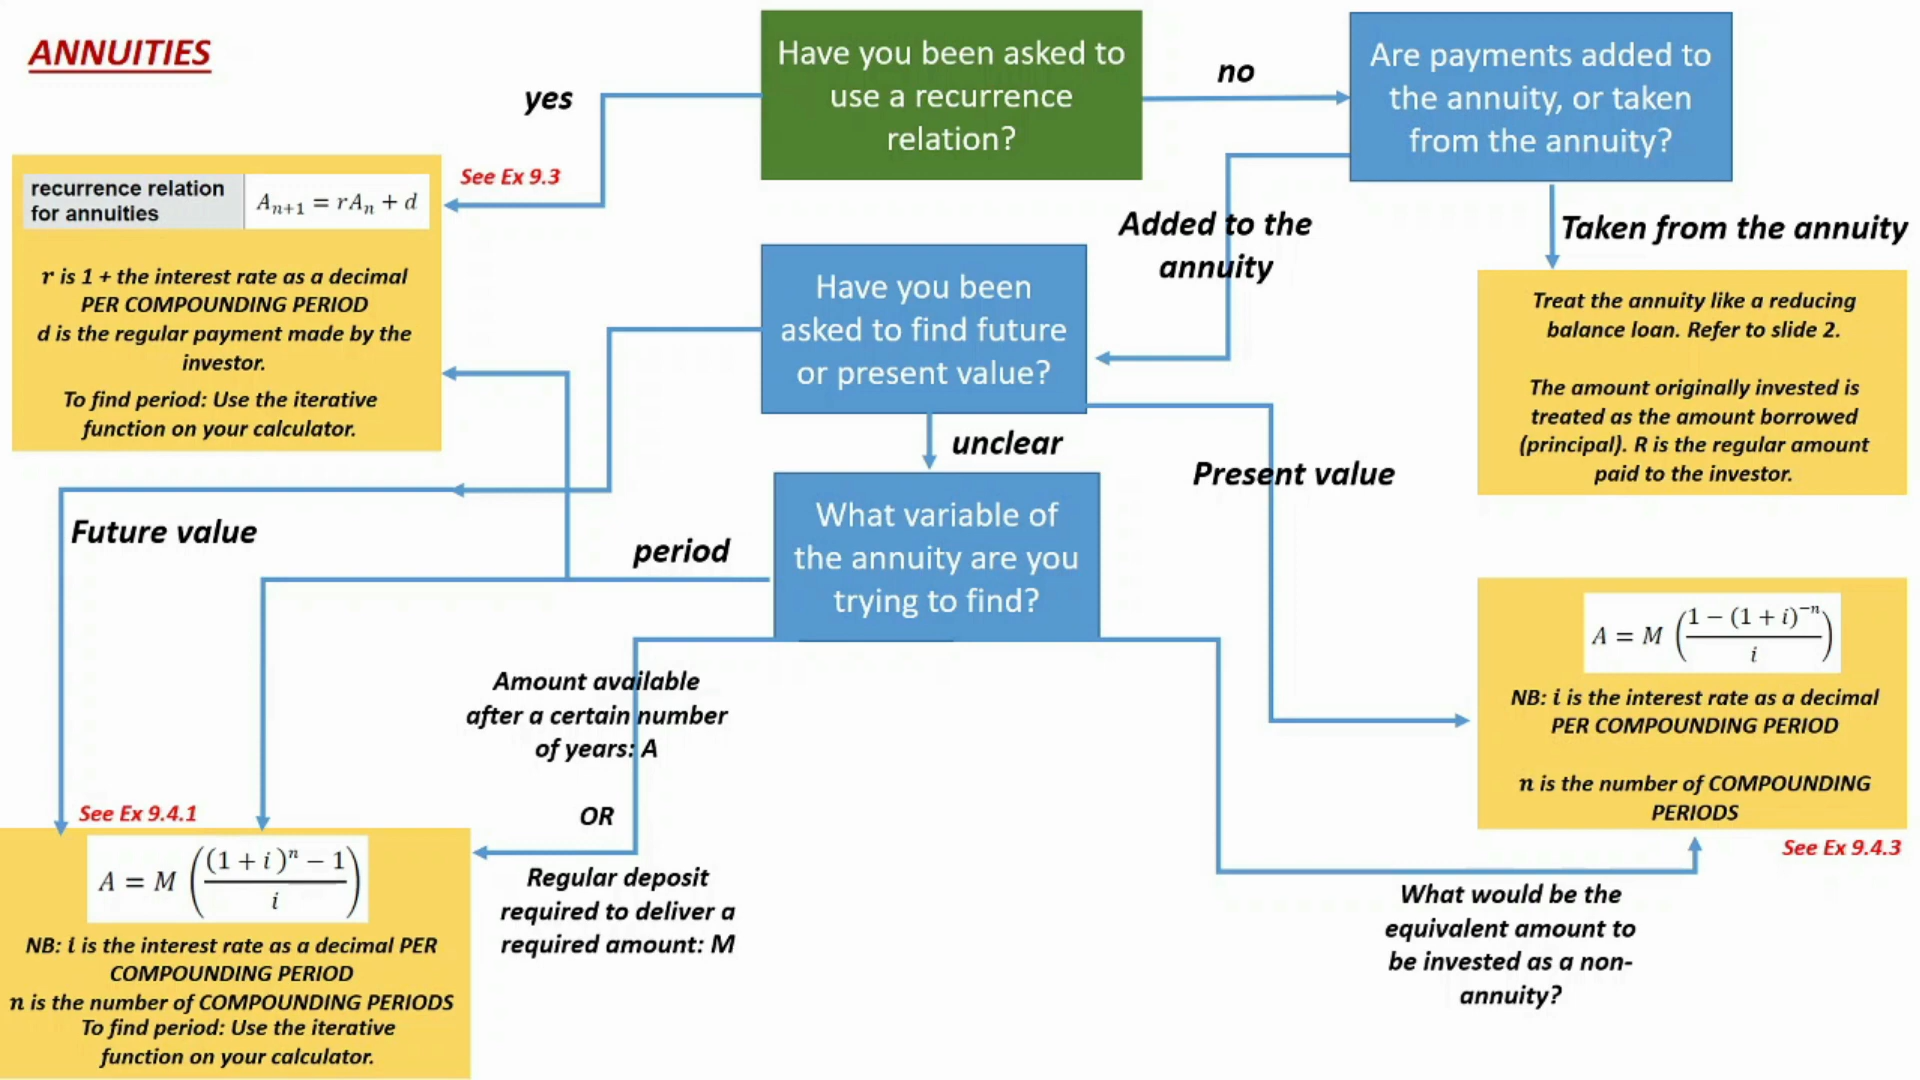 ANNUITIES
Have you been asked to
use a recurrence
relation?
no
Are payments added to
the annuity, or taken
from the annuity?
yes
See Ex 9.3
recurrence relation
for annuities
Aₙ₊₁ = rAₙ + d
r is 1 + the interest rate as a decimal
PER COMPOUNDING PERIOD
d is the regular payment made by the
investor.
To find period: Use the iterative
function on your calculator.
Added to the
annuity
Taken from the annuity
Treat the annuity like a reducing
balance loan. Refer to slide 2.
The amount originally invested is
treated as the amount borrowed
(principal). R is the regular amount
paid to the investor.
Have you been
asked to find future
or present value?
unclear
Present value
Future value
period
What variable of
the annuity are you
trying to find?
A = M ((1 − (1 + i)⁻ⁿ)/i)
NB: i is the interest rate as a decimal
PER COMPOUNDING PERIOD
n is the number of COMPOUNDING
PERIODS
See Ex 9.4.3
Amount available
after a certain number
of years: A
OR
Regular deposit
required to deliver a
required amount: M
What would be the
equivalent amount to
be invested as a non-
annuity?
See Ex 9.4.1
A = M (((1 + i)ⁿ − 1)/i)
NB: i is the interest rate as a decimal PER
COMPOUNDING PERIOD
n is the number of COMPOUNDING PERIODS
To find period: Use the iterative
function on your calculator.